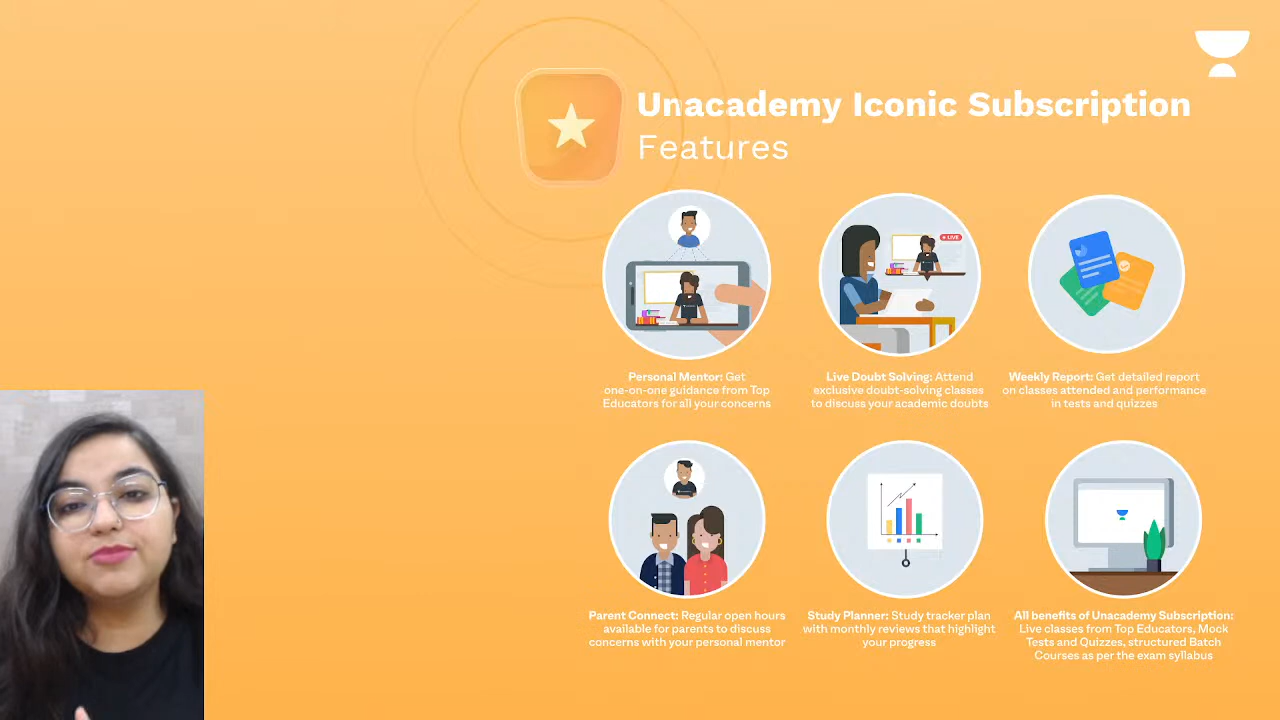 Unacademy Iconic Subscription
Features
LIVE
Personal Mentor: Get
one-on-one guidance from Top
Educators for all your concerns
Live Doubt Solving: Attend
exclusive doubt-solving classes
to discuss your academic doubts
Weekly Report: Get detailed report
on classes attended and performance
in tests and quizzes
Parent Connect: Regular open hours
available for parents to discuss
concerns with your personal mentor
Study Planner: Study tracker plan
with monthly reviews that highlight
your progress
All benefits of Unacademy Subscription:
Live classes from Top Educators, Mock
Tests and Quizzes, structured Batch
Courses as per the exam syllabus